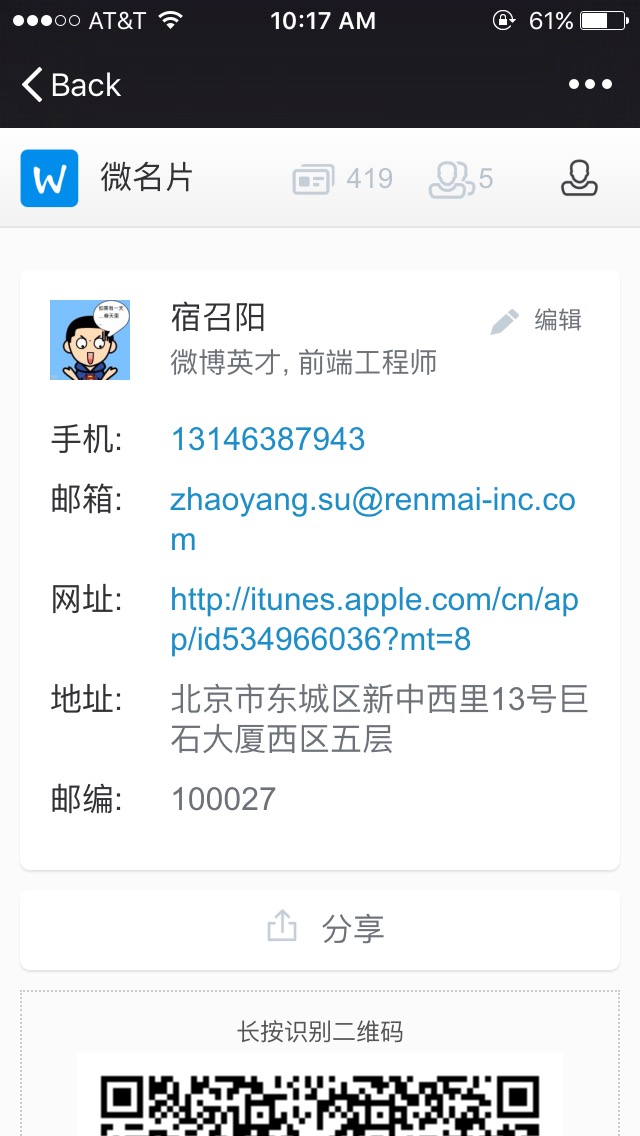 AT&T 10:17 AM 61%
Back
微名片 419 5
宿召阳 编辑
微博英才, 前端工程师
手机: 13146387943
邮箱: zhaoyang.su@renmai-inc.co
m
网址: http://itunes.apple.com/cn/ap
p/id534966036?mt=8
地址: 北京市东城区新中西里13号巨
石大厦西区五层
邮编: 100027
分享
长按识别二维码